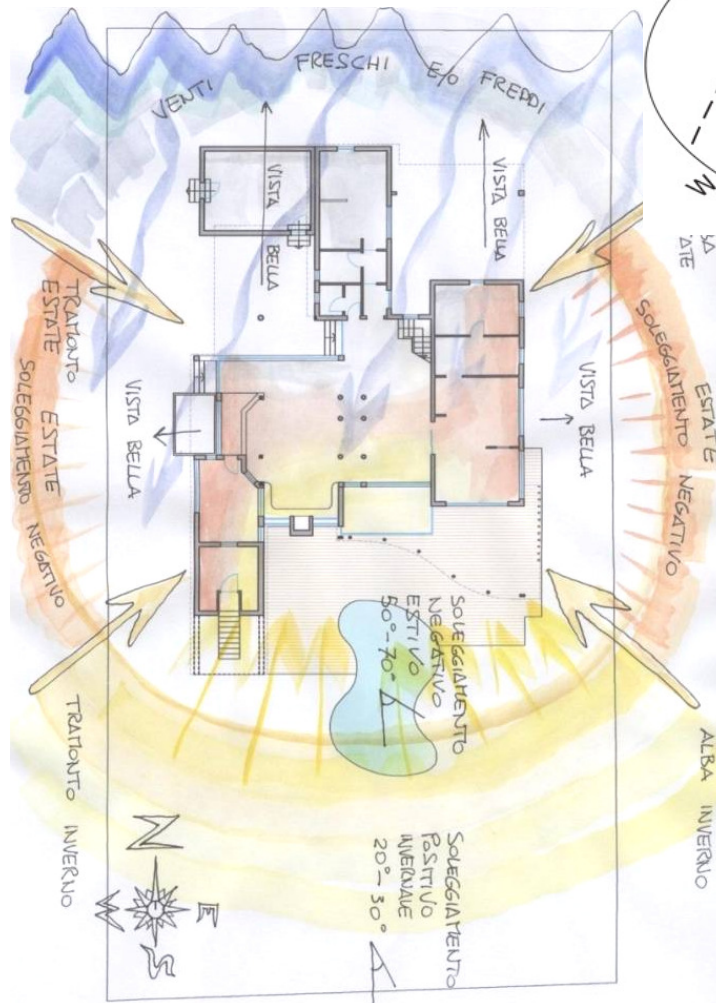 VENTI FRESCHI E/O FREDDI
VISTA BELLA
VISTA BELLA
W
TRAMONTO
ESTATE
ESTATE
SOLEGGIAMENTO NEGATIVO
VISTA BELLA
VISTA BELLA
ESTATE
SOLEGGIAMENTO NEGATIVO
SOLEGGIAMENTO
NEGATIVO
ESTIVO
50°-70°
TRAMONTO INVERNO
ALBA INVERNO
SOLEGGIAMENTO
POSITIVO
INVERNALE
20°-30°
N
W
E
S